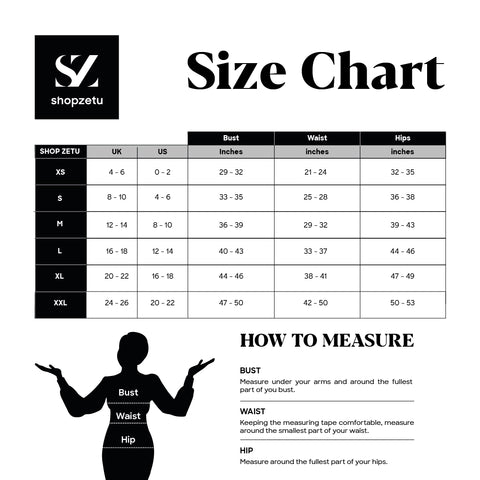 SZ
shopzetu
Size Chart
Bust Waist Hips
SHOP ZETU UK US Inches inches inches
XS 4 - 6 0 - 2 29 - 32 21 - 24 32 - 35
S 8 - 10 4 - 6 33 - 35 25 - 28 36 - 38
M 12 - 14 8 - 10 36 - 39 29 - 32 39 - 43
L 16 - 18 12 - 14 40 - 43 33 - 37 44 - 46
XL 20 - 22 16 - 18 44 - 46 38 - 41 47 - 49
XXL 24 - 26 20 - 22 47 - 50 42 - 50 50 - 53
Bust
Waist
Hip
HOW TO MEASURE
BUST
Measure under your arms and around the fullest
part of you bust.
WAIST
Keeping the measuring tape comfortable, measure
around the smallest part of your waist.
HIP
Measure around the fullest part of your hips.